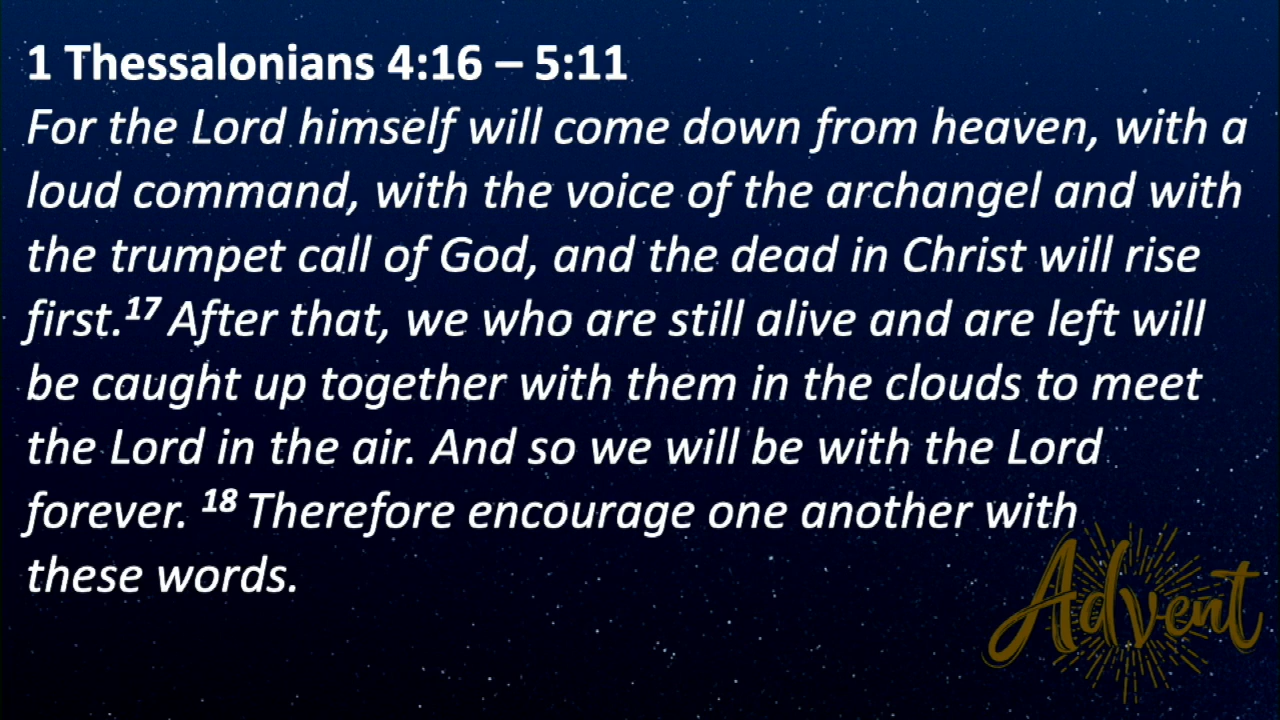 1 Thessalonians 4:16 – 5:11
For the Lord himself will come down from heaven, with a
loud command, with the voice of the archangel and with
the trumpet call of God, and the dead in Christ will rise
first.17 After that, we who are still alive and are left will
be caught up together with them in the clouds to meet
the Lord in the air. And so we will be with the Lord
forever. 18 Therefore encourage one another with
these words.
Advent